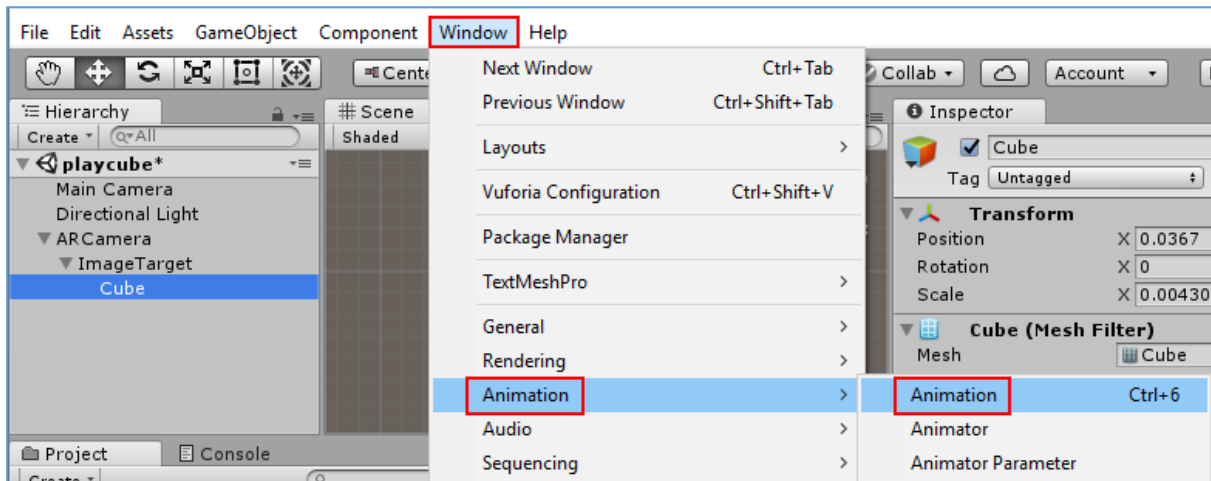 File Edit Assets GameObject Component Window Help
Cente
Collab
Account
Hierarchy
Create All
playcube*
Main Camera
Directional Light
ARCamera
ImageTarget
Cube
Scene
Shaded
Next Window Ctrl+Tab
Previous Window Ctrl+Shift+Tab
Layouts
Vuforia Configuration Ctrl+Shift+V
Package Manager
TextMeshPro
General
Rendering
Animation
Audio
Sequencing
Animation Ctrl+6
Animator
Animator Parameter
Inspector
Cube
Tag Untagged
Transform
Position X 0.0367
Rotation X 0
Scale X 0.00430
Cube (Mesh Filter)
Mesh Cube
Project Console